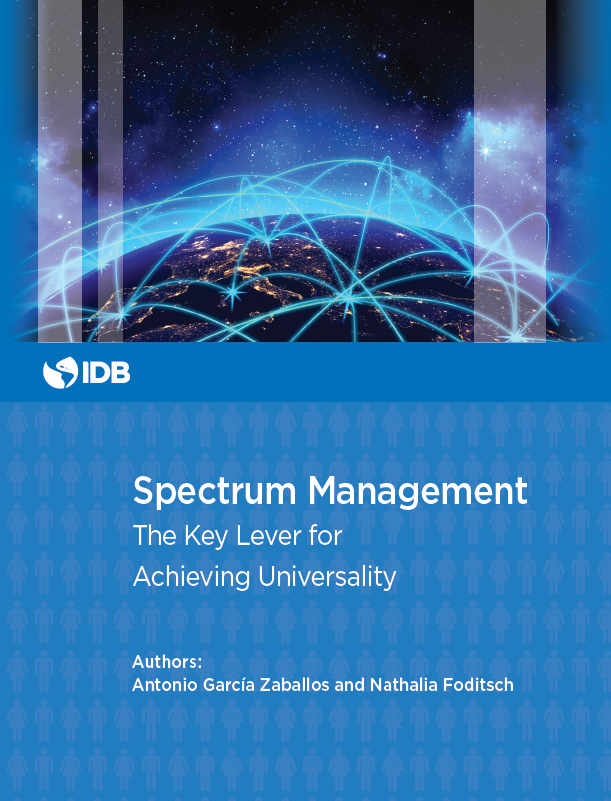 IDB
Spectrum Management
The Key Lever for
Achieving Universality
Authors:
Antonio García Zaballos and Nathalia Foditsch